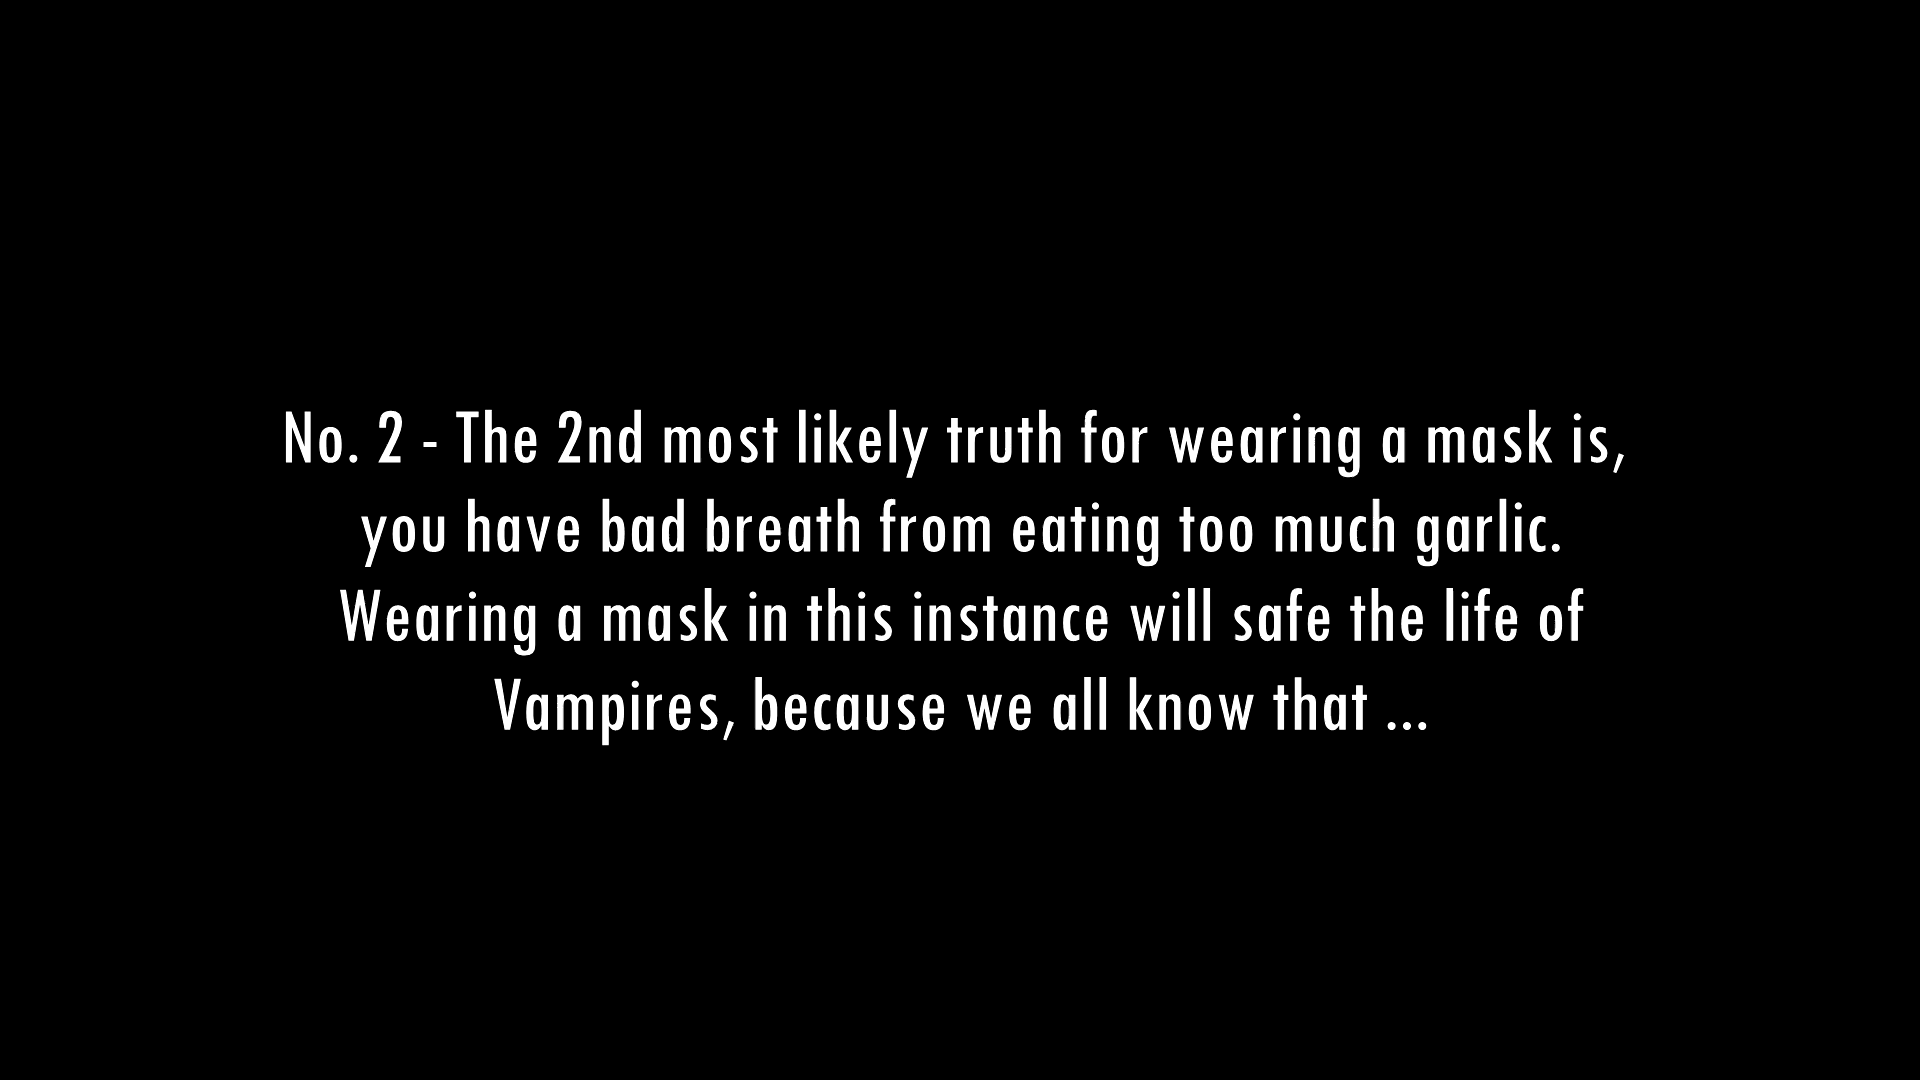 No. 2 - The 2nd most likely truth for wearing a mask is,
you have bad breath from eating too much garlic.
Wearing a mask in this instance will safe the life of
Vampires, because we all know that ...